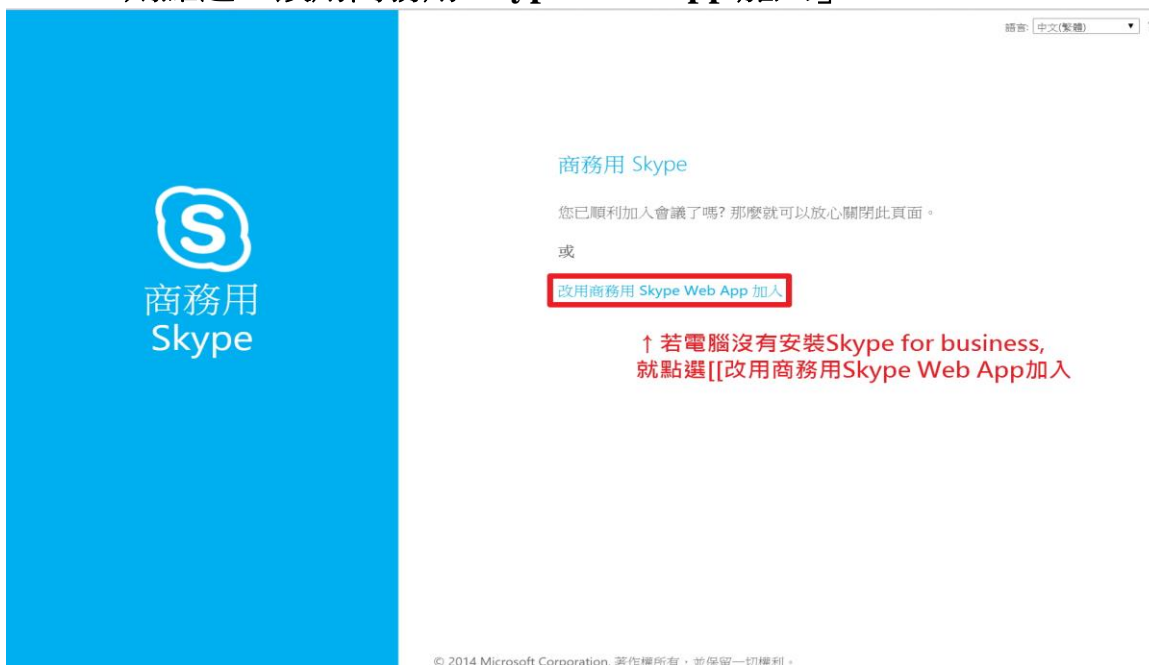 語言: 中文(繁體)
商務用 Skype
您已順利加入會議了嗎? 那麼就可以放心關閉此頁面。
或
改用商務用 Skype Web App 加入
↑若電腦沒有安裝Skype for business,
就點選[[改用商務用Skype Web App加入
商務用
Skype
© 2014 Microsoft Corporation. 著作權所有，並保留一切權利。